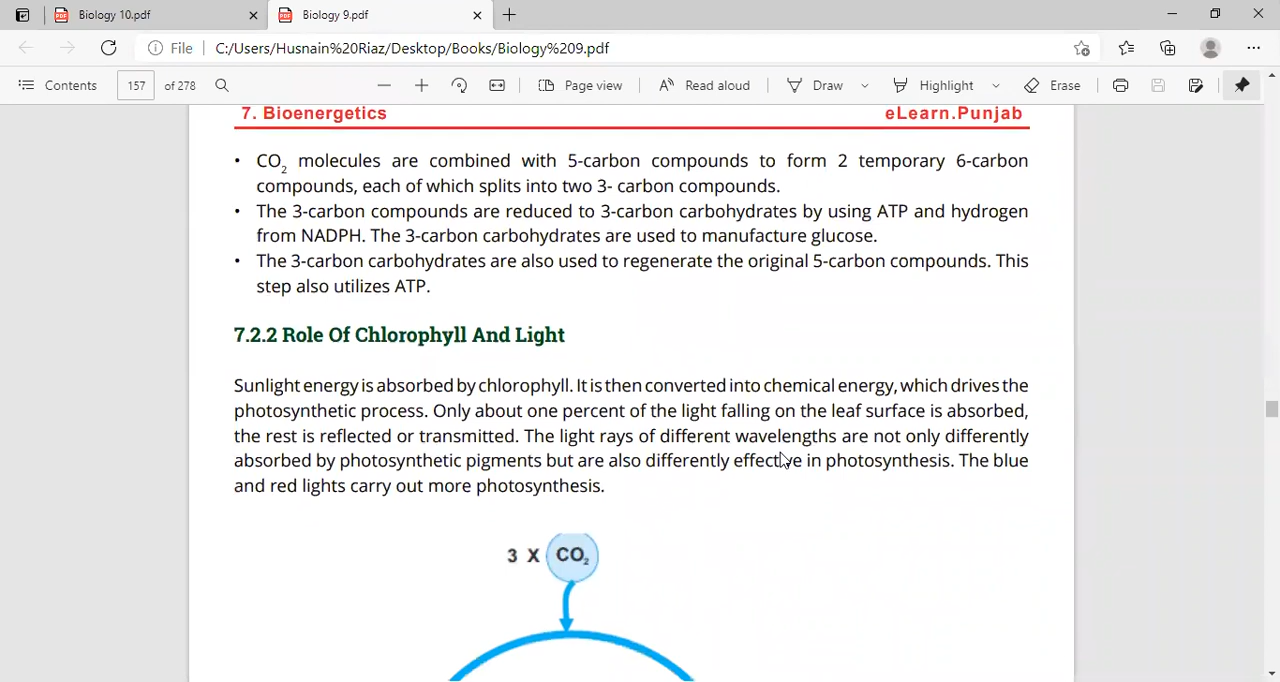 Biology 10.pdf
Biology 9.pdf
File
C:/Users/Husnain%20Riaz/Desktop/Books/Biology%209.pdf
Contents
157
of 278
Page view
Read aloud
Draw
Highlight
Erase
7. Bioenergetics
eLearn.Punjab
• CO₂ molecules are combined with 5-carbon compounds to form 2 temporary 6-carbon
compounds, each of which splits into two 3- carbon compounds.
• The 3-carbon compounds are reduced to 3-carbon carbohydrates by using ATP and hydrogen
from NADPH. The 3-carbon carbohydrates are used to manufacture glucose.
• The 3-carbon carbohydrates are also used to regenerate the original 5-carbon compounds. This
step also utilizes ATP.
7.2.2 Role Of Chlorophyll And Light
Sunlight energy is absorbed by chlorophyll. It is then converted into chemical energy, which drives the
photosynthetic process. Only about one percent of the light falling on the leaf surface is absorbed,
the rest is reflected or transmitted. The light rays of different wavelengths are not only differently
absorbed by photosynthetic pigments but are also differently effective in photosynthesis. The blue
and red lights carry out more photosynthesis.
3 X CO₂